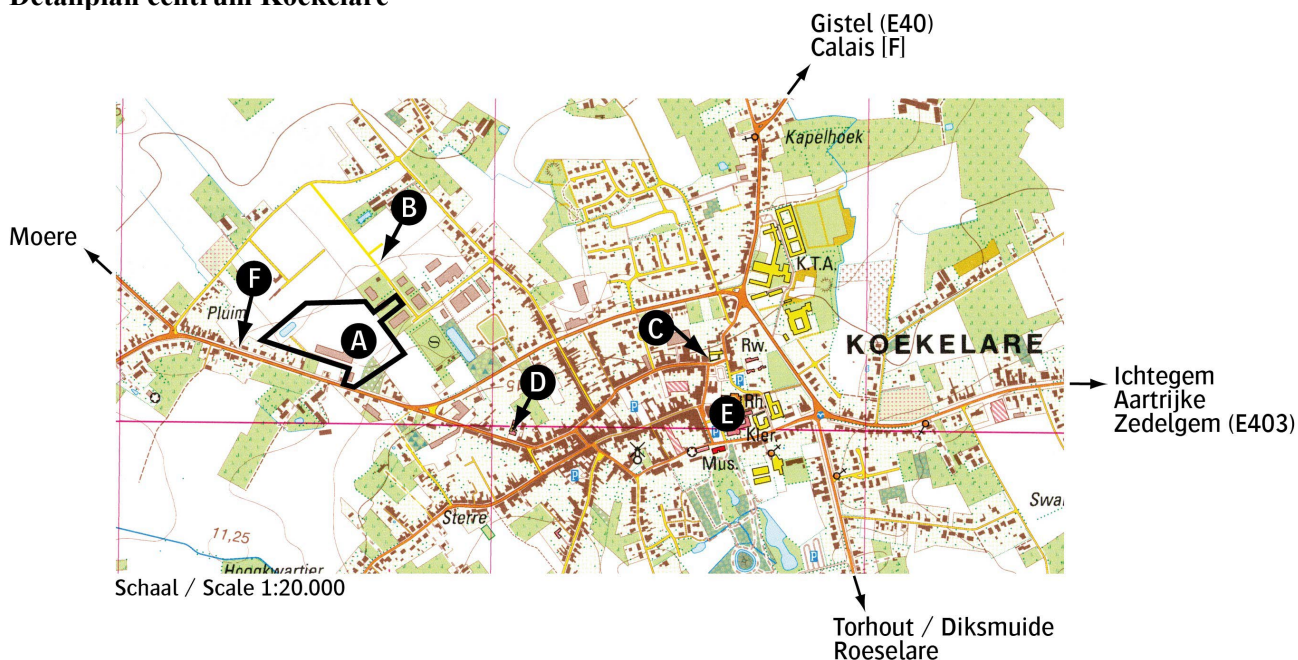 Detailplan centrum Koekelare
Gistel (E40)
Calais [F]
Kapelhoek
B
Moere
K.T.A.
F
Pluim
A
C
Rw.
KOEKELARE
D
Ichtegem
Aartrijke
Zedelgem (E403)
P
Rh.
E
P
P
Kler.
Mus.
P
Sterre
Swa
11,25
P
Hoogkwartier
Schaal / Scale 1:20.000
Torhout / Diksmuide
Roeselare